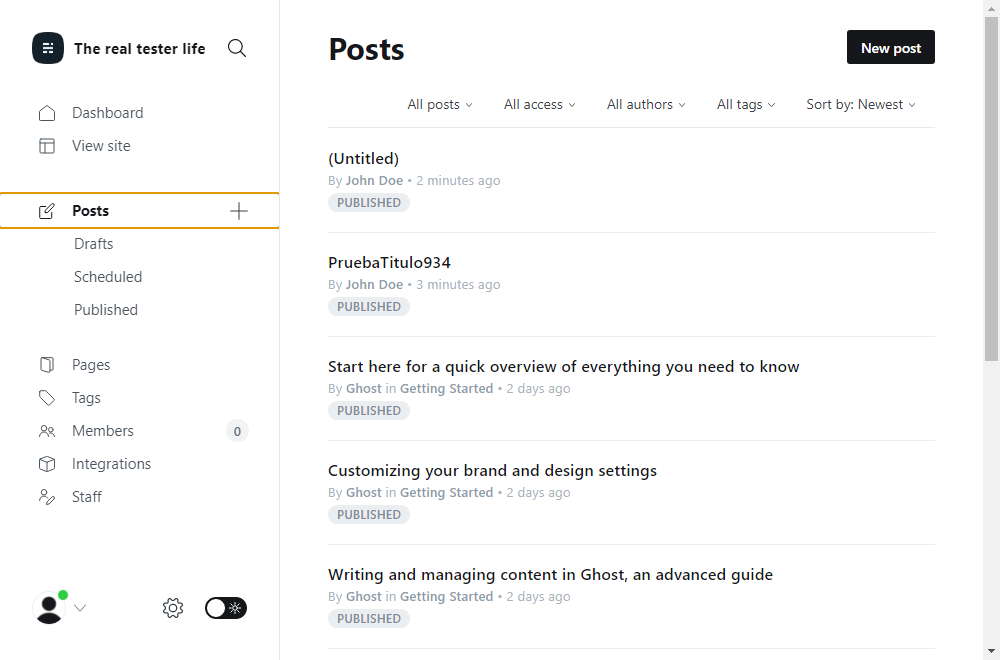 The real tester life
Dashboard
View site
Posts
Drafts
Scheduled
Published
Pages
Tags
Members 0
Integrations
Staff
Posts
New post
All posts All access All authors All tags Sort by: Newest
(Untitled)
By John Doe • 2 minutes ago
PUBLISHED
PruebaTitulo934
By John Doe • 3 minutes ago
PUBLISHED
Start here for a quick overview of everything you need to know
By Ghost in Getting Started • 2 days ago
PUBLISHED
Customizing your brand and design settings
By Ghost in Getting Started • 2 days ago
PUBLISHED
Writing and managing content in Ghost, an advanced guide
By Ghost in Getting Started • 2 days ago
PUBLISHED